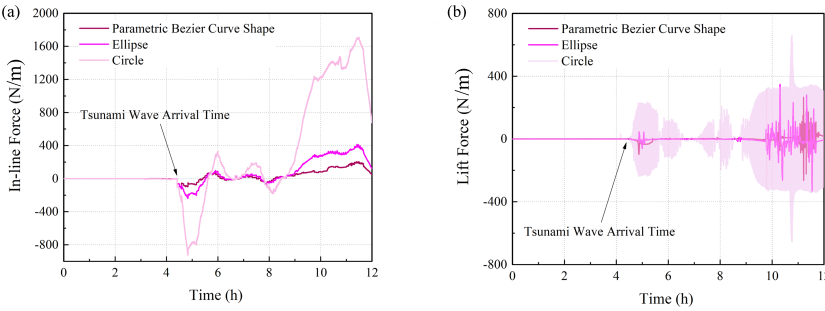 (a)
2000
1600
1200
800
400
0
-400
-800
In-line Force (N/m)
Parametric Bezier Curve Shape
Ellipse
Circle
Tsunami Wave Arrival Time
0 2 4 6 8 10 12
Time (h)
(b)
800
400
0
-400
-800
Lift Force (N/m)
Parametric Bezier Curve Shape
Ellipse
Circle
Tsunami Wave Arrival Time
0 2 4 6 8 10 12
Time (h)